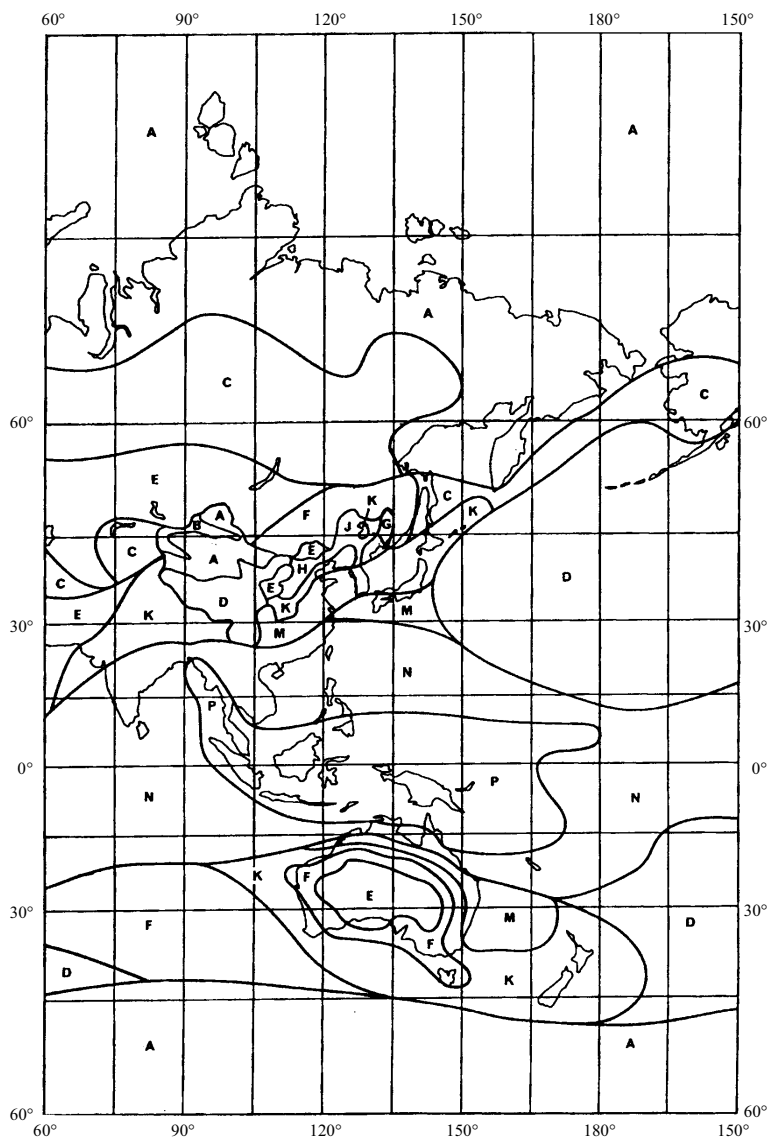 60° 90° 120° 150° 180° 150°
A A
A
C C
60° 60°
E
A K C
B F K
J G
C E
A H
C E D
D
E K K M
30° M 30°
N
P
0° P 0°
N N
K F
E
30° M 30°
F D
F
D
K
A A
60° 60°
60° 90° 120° 150° 180° 150°